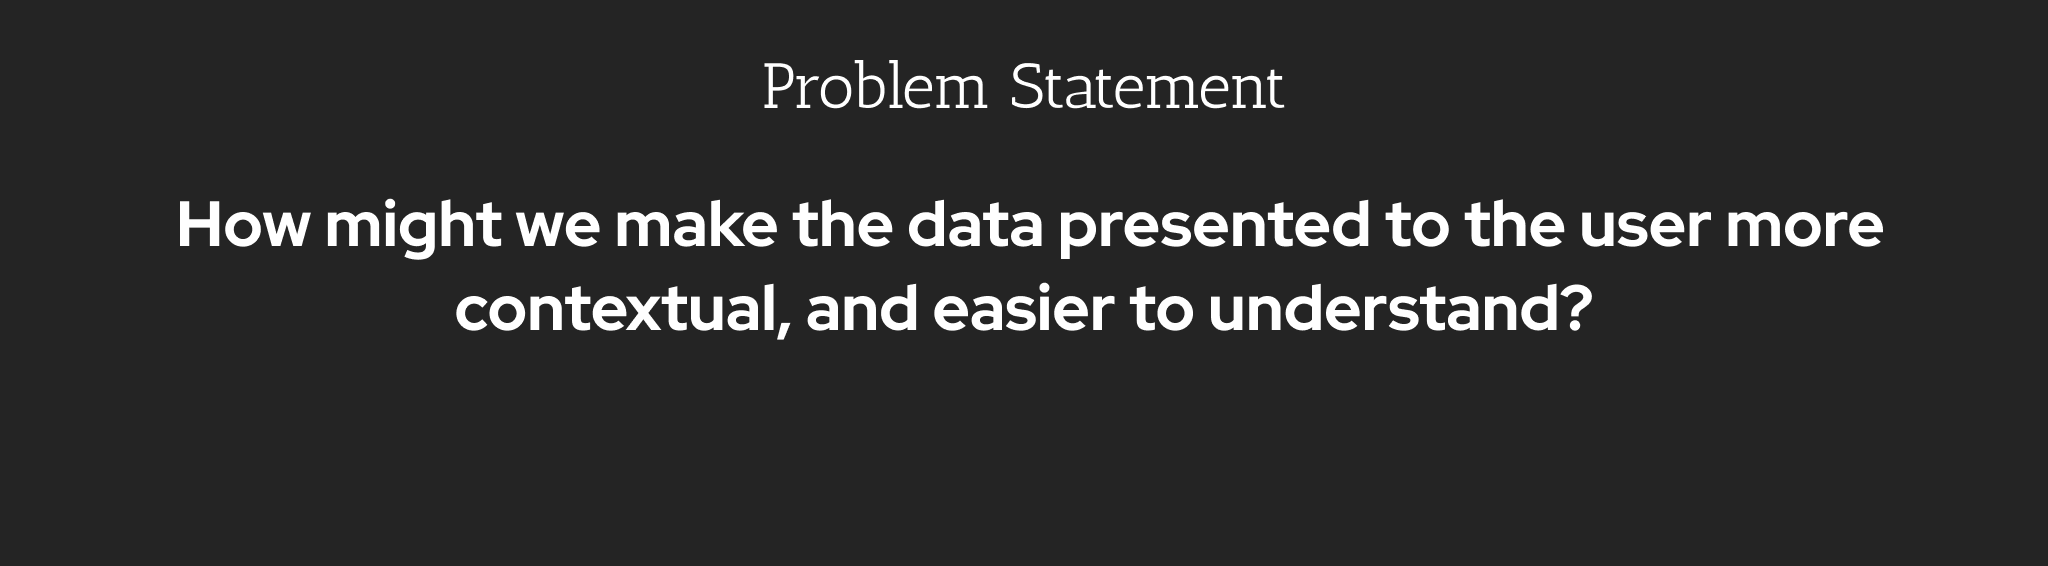 Problem Statement
How might we make the data presented to the user more
contextual, and easier to understand?